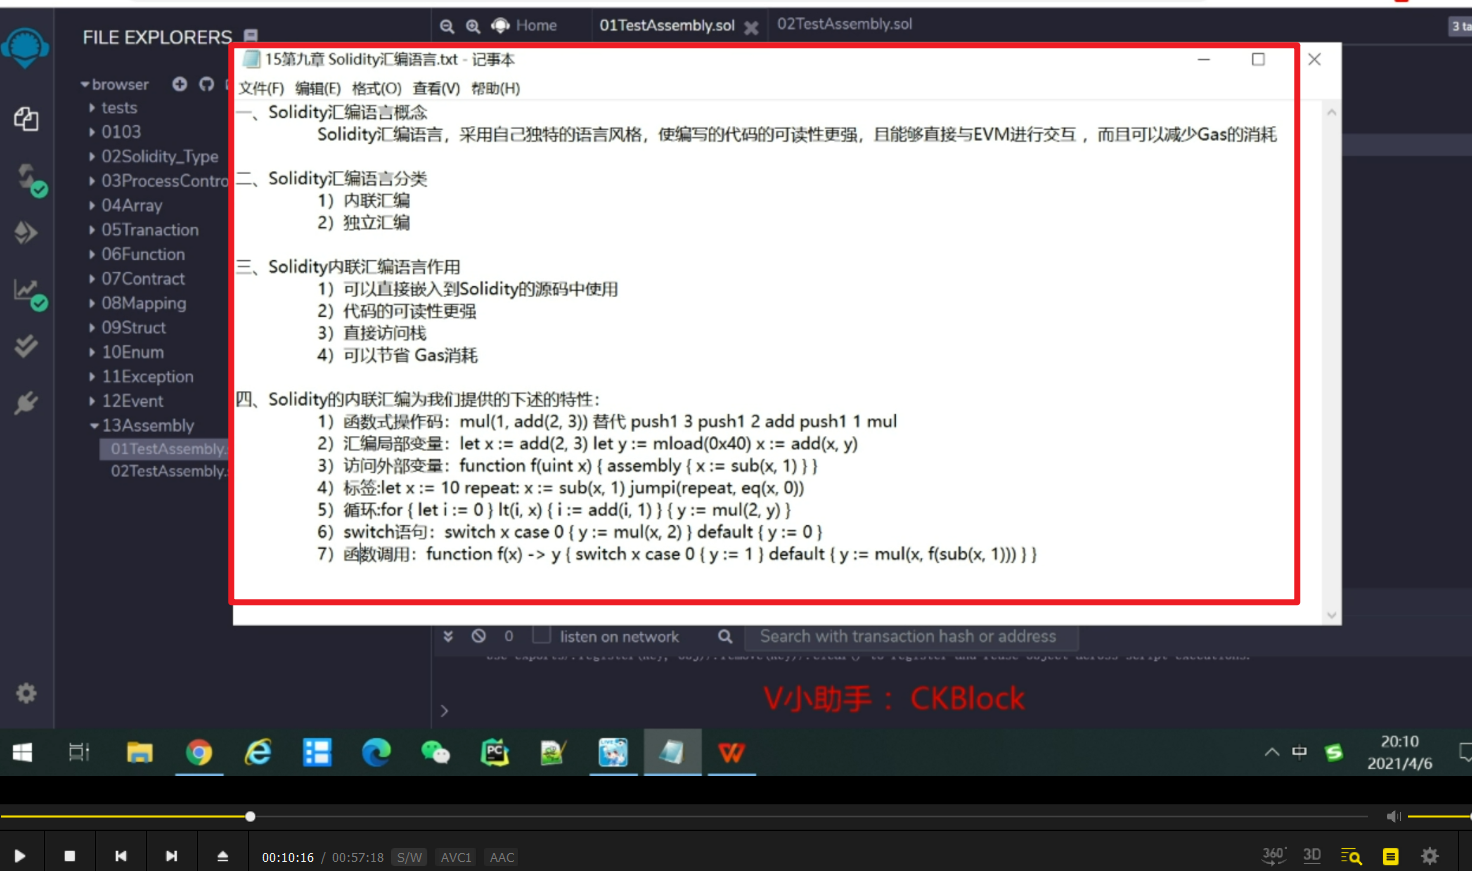 FILE EXPLORERS
Home
01TestAssembly.sol
02TestAssembly.sol
browser
tests
0103
02Solidity_Type
03ProcessContro
04Array
05Tranaction
06Function
07Contract
08Mapping
09Struct
10Enum
11Exception
12Event
13Assembly
01TestAssembly.
02TestAssembly.
15第九章 Solidity汇编语言.txt - 记事本
文件(F) 编辑(E) 格式(O) 查看(V) 帮助(H)
一、Solidity汇编语言概念
Solidity汇编语言，采用自己独特的语言风格，使编写的代码的可读性更强，且能够直接与EVM进行交互 ，而且可以减少Gas的消耗
二、Solidity汇编语言分类
1）内联汇编
2）独立汇编
三、Solidity内联汇编语言作用
1）可以直接嵌入到Solidity的源码中使用
2）代码的可读性更强
3）直接访问栈
4）可以节省 Gas消耗
四、Solidity的内联汇编为我们提供的下述的特性：
1）函数式操作码：mul(1, add(2, 3)) 替代 push1 3 push1 2 add push1 1 mul
2）汇编局部变量：let x := add(2, 3) let y := mload(0x40) x := add(x, y)
3）访问外部变量：function f(uint x) { assembly { x := sub(x, 1) } }
4）标签:let x := 10 repeat: x := sub(x, 1) jumpi(repeat, eq(x, 0))
5）循环:for { let i := 0 } lt(i, x) { i := add(i, 1) } { y := mul(2, y) }
6）switch语句：switch x case 0 { y := mul(x, 2) } default { y := 0 }
7）函数调用：function f(x) -> y { switch x case 0 { y := 1 } default { y := mul(x, f(sub(x, 1))) } }
0 listen on network Search with transaction hash or address
V小助手： CKBlock
中
20:10
2021/4/6
00:10:16 / 00:57:18 S/W AVC1 AAC
360° 3D